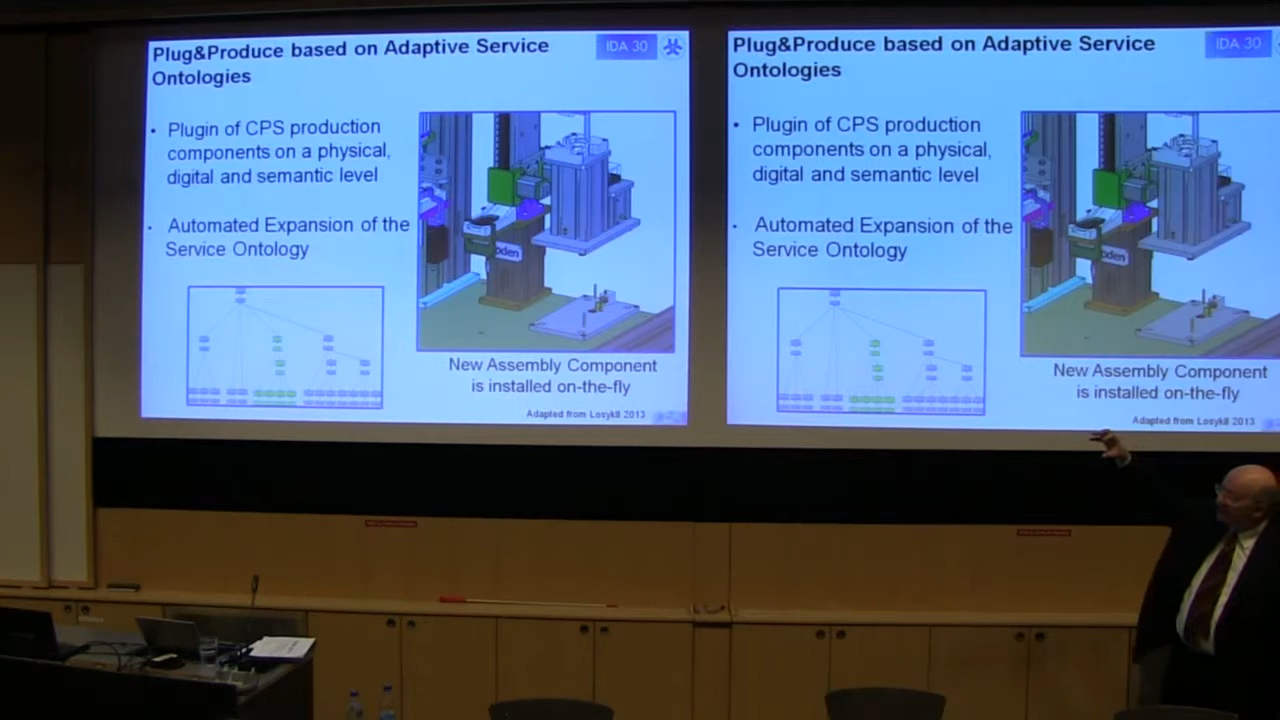 Plug&Produce based on Adaptive Service
Ontologies
IDA 30
• Plugin of CPS production
components on a physical,
digital and semantic level
• Automated Expansion of the
Service Ontology
New Assembly Component
is installed on-the-fly
Adapted from Losykll 2013
Plug&Produce based on Adaptive Service
Ontologies
IDA 30
• Plugin of CPS production
components on a physical,
digital and semantic level
• Automated Expansion of the
Service Ontology
New Assembly Component
is installed on-the-fly
Adapted from Losykll 2013